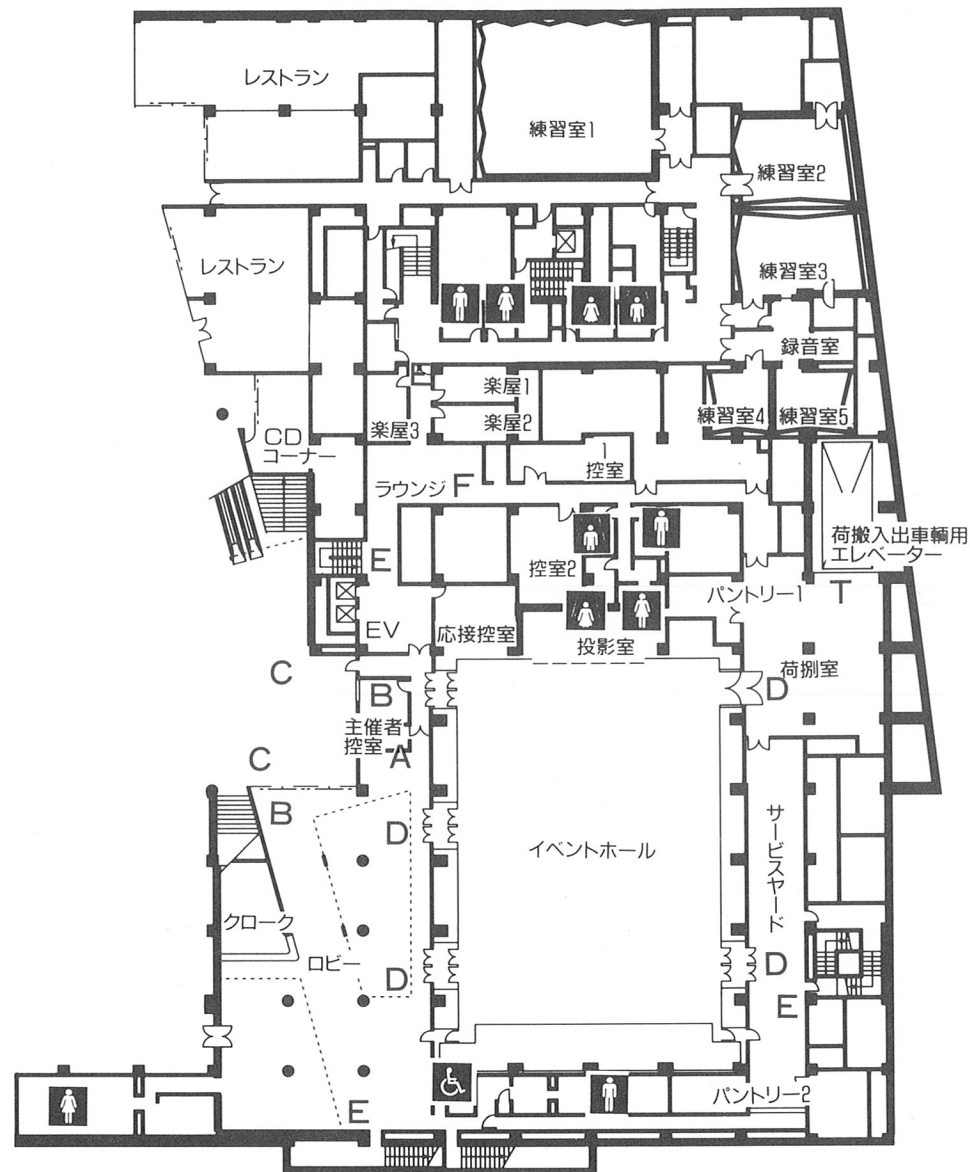 レストラン
練習室1
練習室2
レストラン
練習室3
録音室
楽屋1
楽屋2
楽屋3
練習室4
練習室5
CD
コーナー
1
控室
ラウンジ
F
荷搬入出車輌用
エレベーター
E
控室2
パントリー1
T
EV
応接控室
投影室
荷捌室
C
B
D
主催者
控室
A
C
B
D
イベントホール
サービスヤード
クローク
ロビー
D
D
E
パントリー2
E